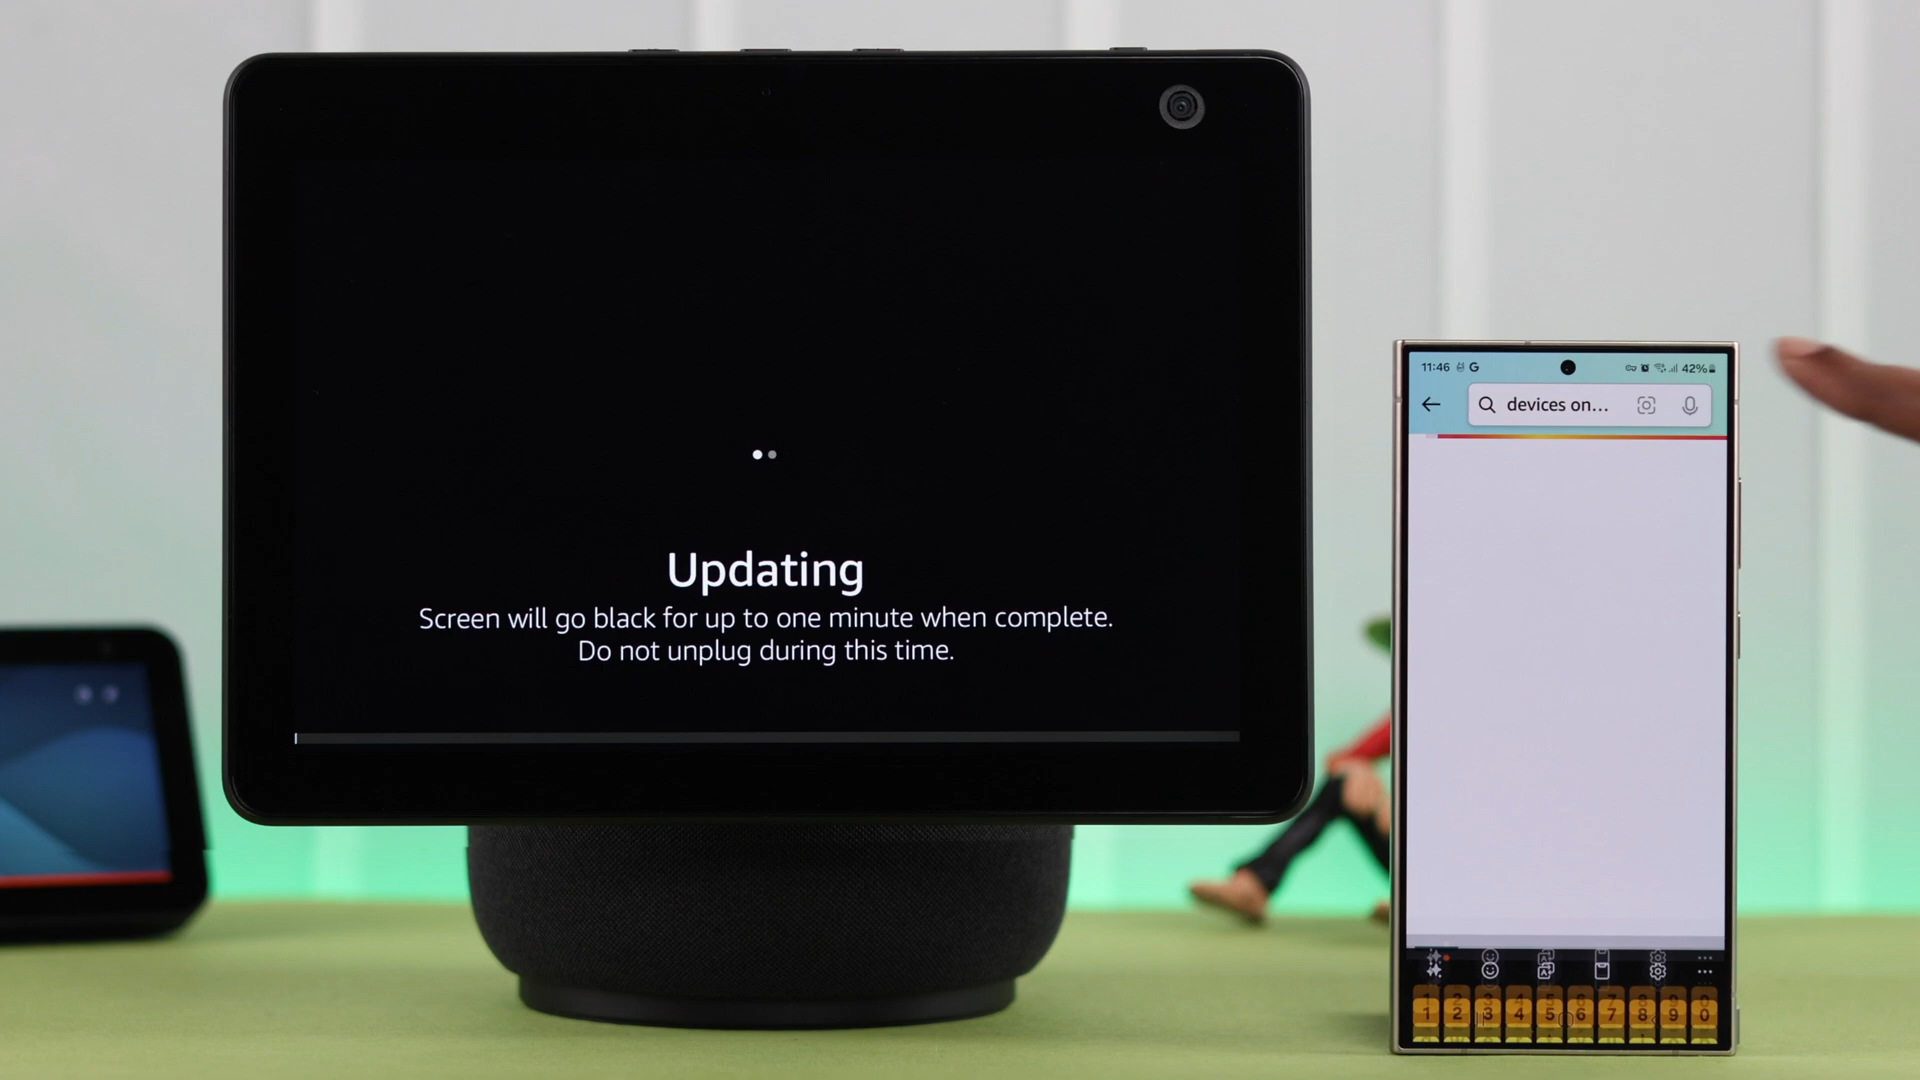 Updating
Screen will go black for up to one minute when complete.
Do not unplug during this time.
11:46 G 42%
devices on...
1 2 3 4 5 6 7 8 9 0